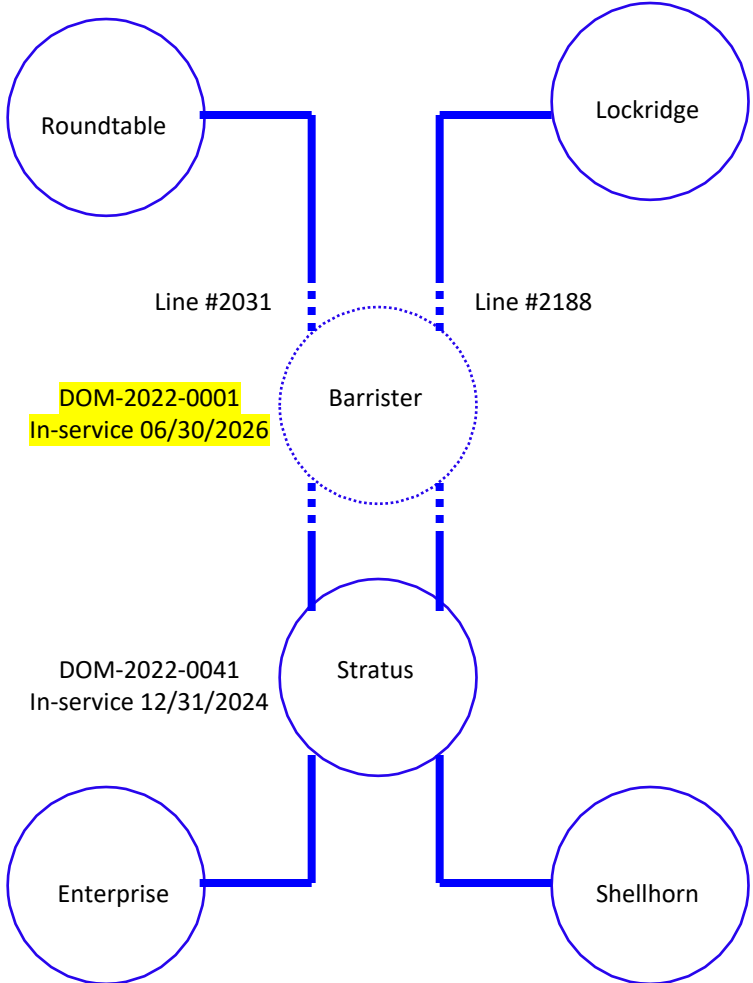 Roundtable
Lockridge
Line #2031
Line #2188
DOM-2022-0001
In-service 06/30/2026
Barrister
DOM-2022-0041
In-service 12/31/2024
Stratus
Enterprise
Shellhorn